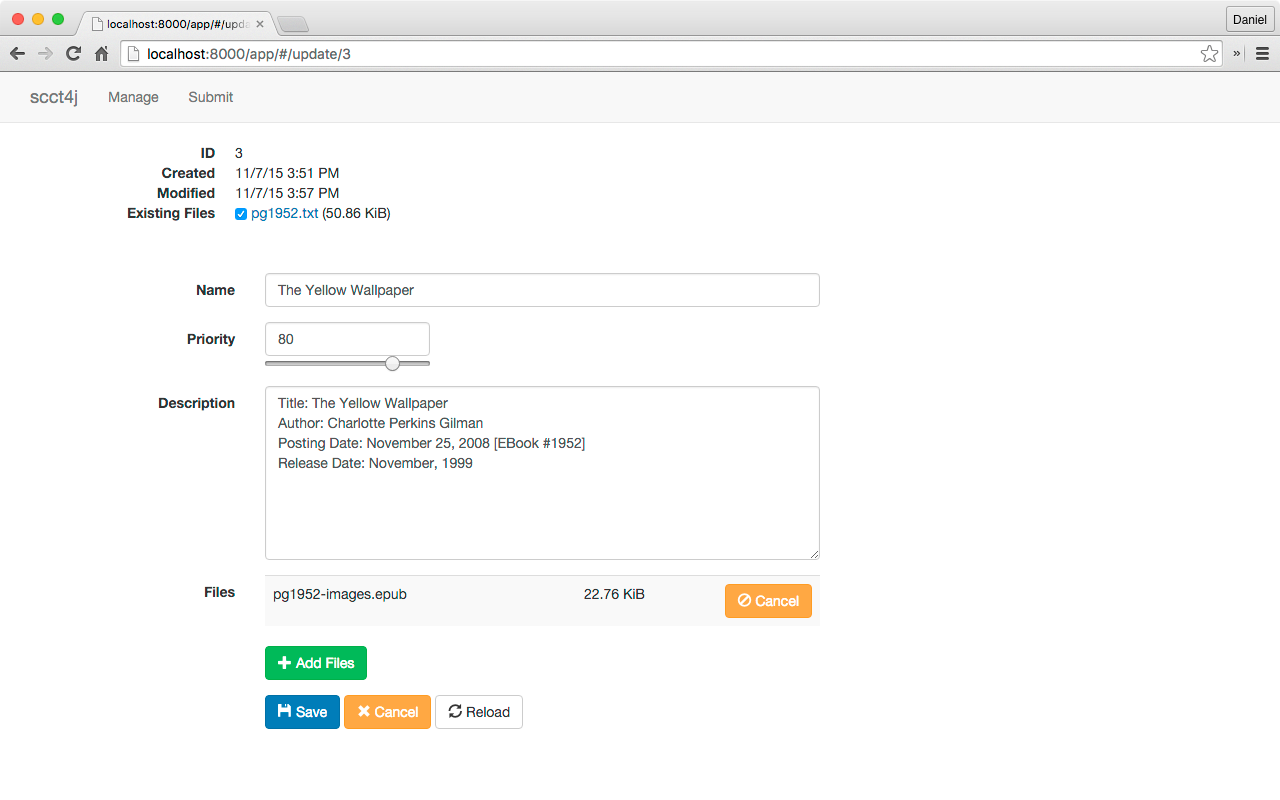 localhost:8000/app/#/upda
Daniel
localhost:8000/app/#/update/3
scct4j Manage Submit
ID 3
Created 11/7/15 3:51 PM
Modified 11/7/15 3:57 PM
Existing Files pg1952.txt (50.86 KiB)
Name The Yellow Wallpaper
Priority 80
Description Title: The Yellow Wallpaper
Author: Charlotte Perkins Gilman
Posting Date: November 25, 2008 [EBook #1952]
Release Date: November, 1999
Files pg1952-images.epub 22.76 KiB Cancel
Add Files
Save Cancel Reload